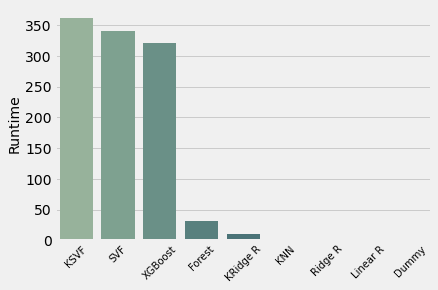 Runtime
350
300
250
200
150
100
50
0
KSVF
SVF
XGBoost
Forest
KRidge R
KNN
Ridge R
Linear R
Dummy